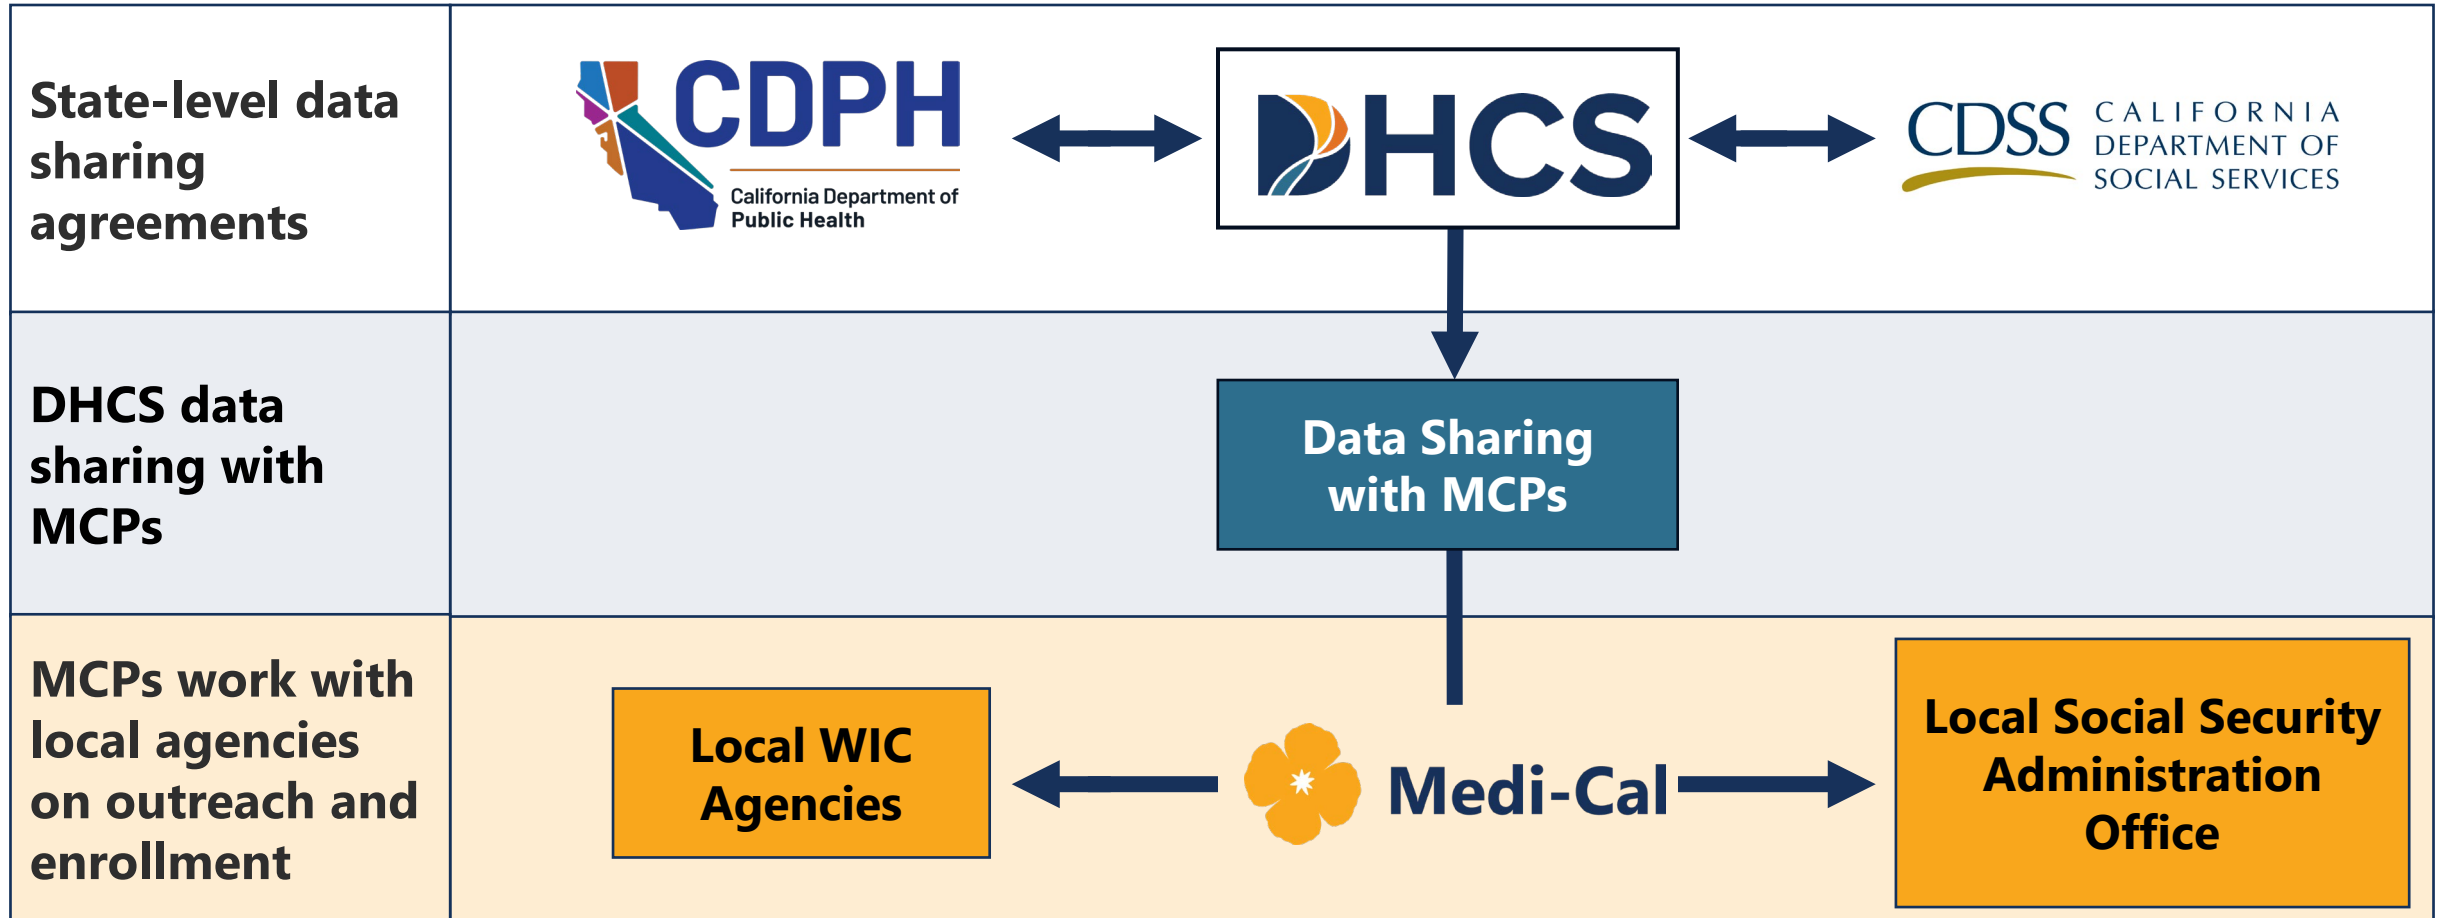 State-level data
sharing
agreements
CDPH
California Department of
Public Health
DHCS
CDSS
CALIFORNIA
DEPARTMENT OF
SOCIAL SERVICES
DHCS data
sharing with
MCPs
Data Sharing
with MCPs
MCPs work with
local agencies
on outreach and
enrollment
Local WIC
Agencies
Medi-Cal
Local Social Security
Administration
Office